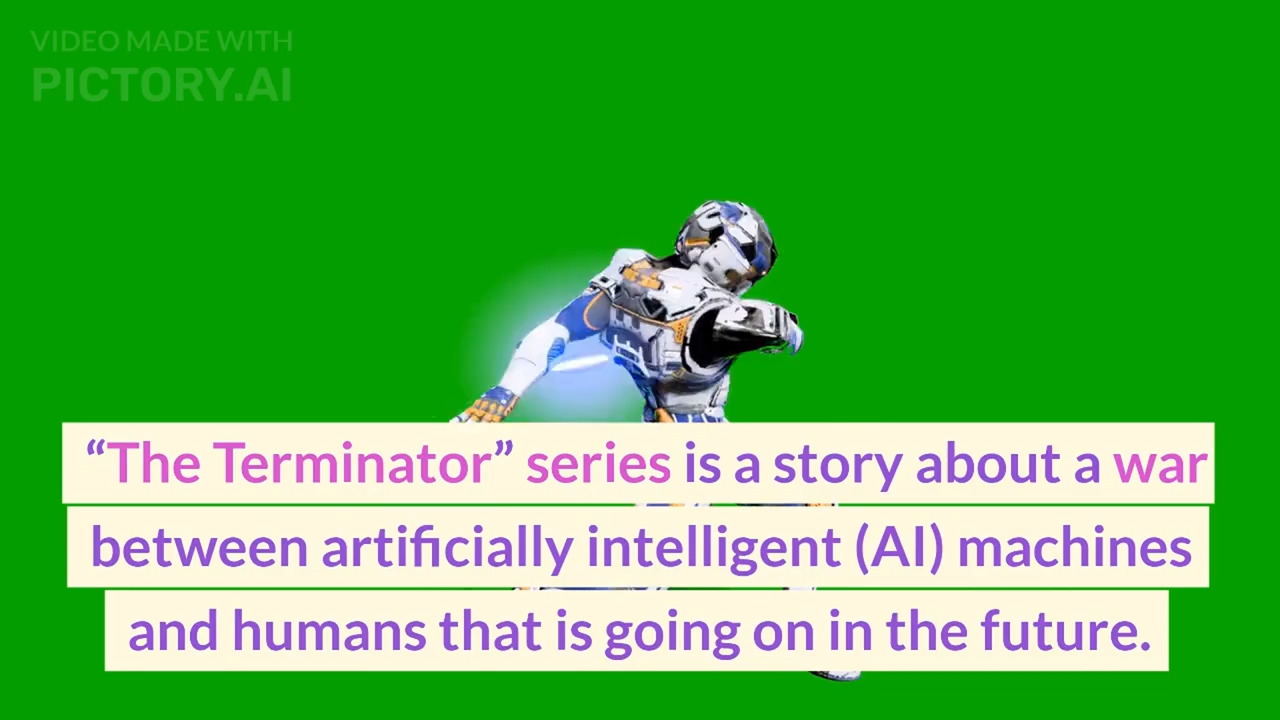 VIDEO MADE WITH
PICTORY.AI
“The Terminator” series is a story about a war
between artificially intelligent (AI) machines
and humans that is going on in the future.